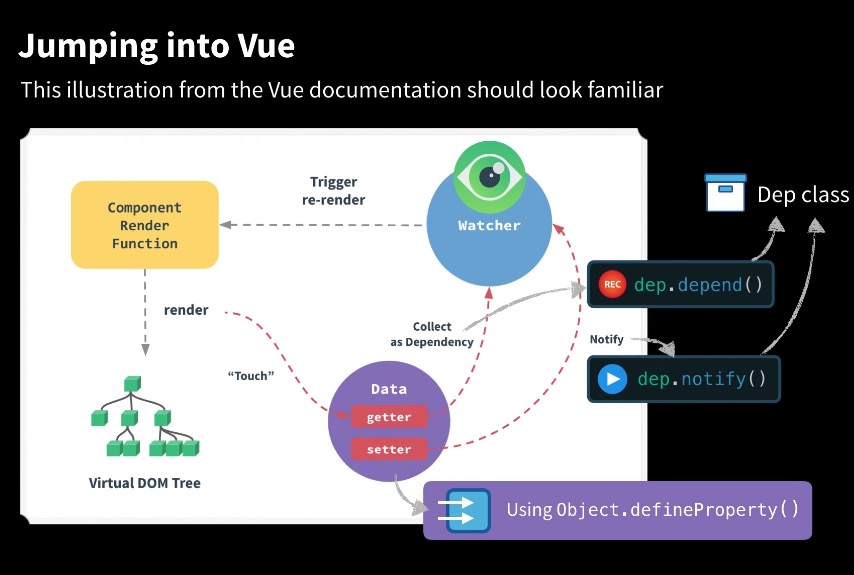 Jumping into Vue
This illustration from the Vue documentation should look familiar
Component
Render
Function
Trigger
re-render
Watcher
Dep class
REC dep.depend()
render
Collect
as Dependency
Notify
dep.notify()
“Touch”
Data
getter
setter
Virtual DOM Tree
Using Object.defineProperty()